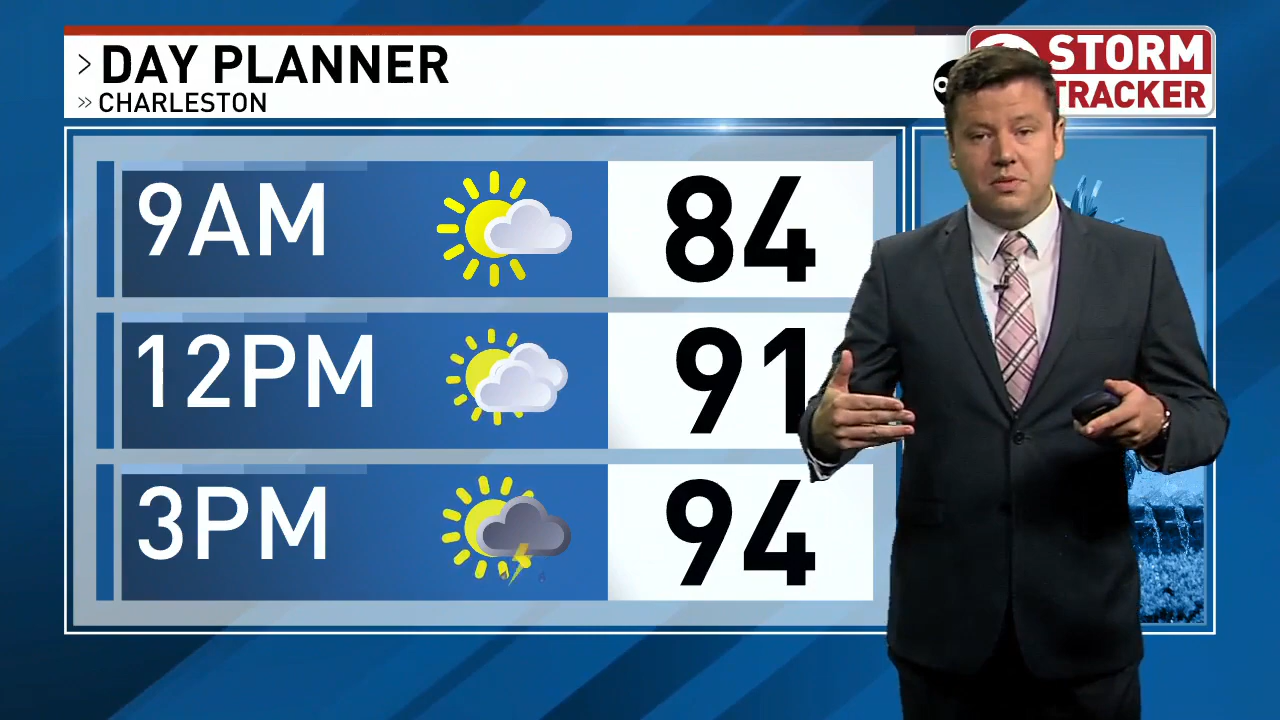 > DAY PLANNER
» CHARLESTON
STORM
TRACKER
9AM
84
12PM
91
3PM
94